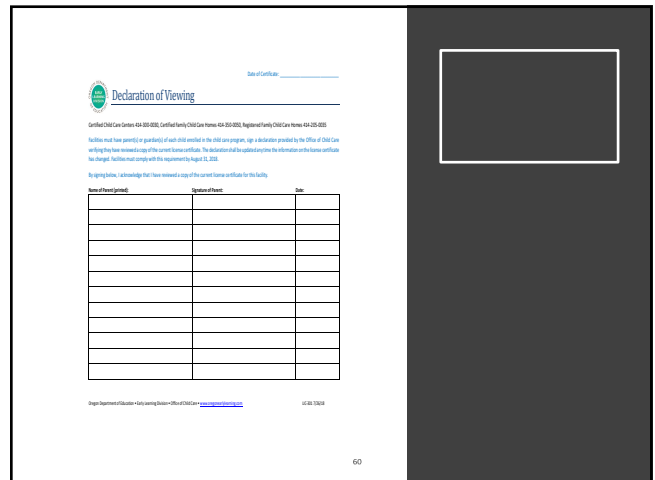 Date of Certificate: ____________________
Declaration of Viewing
Certified Child Care Centers 414-300-0030, Certified Family Child Care Homes 414-350-0050, Registered Family Child Care Homes 414-205-0035
Facilities must have parent(s) or guardian(s) of each child enrolled in the child care program, sign a declaration provided by the Office of Child Care
verifying they have reviewed a copy of the current license certificate. The declaration shall be updated any time the information on the license certificate
has changed. Facilities must comply with this requirement by August 31, 2018.
By signing below, I acknowledge that I have reviewed a copy of the current license certificate for this facility.
Name of Parent (printed): Signature of Parent: Date:
Oregon Department of Education • Early Learning Division • Office of Child Care • www.oregonearlylearning.com
60